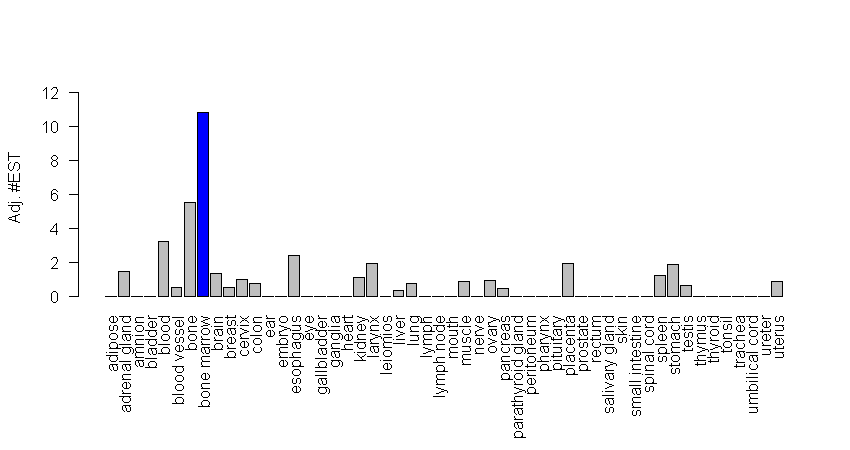 Adj. #EST
12
10
8
6
4
2
0
adipose
adrenal gland
amnion
bladder
blood
blood vessel
bone
bone marrow
brain
breast
cervix
colon
ear
embryo
esophagus
eye
gallbladder
ganglia
heart
kidney
larynx
leiomios
liver
lung
lymph
lymph node
mouth
muscle
nerve
ovary
pancreas
parathyroid gland
peritoneum
pharynx
pituitary
placenta
prostate
rectum
salivary gland
skin
small intestine
spinal cord
spleen
stomach
testis
thymus
thyroid
tonsil
trachea
umbilical cord
ureter
uterus